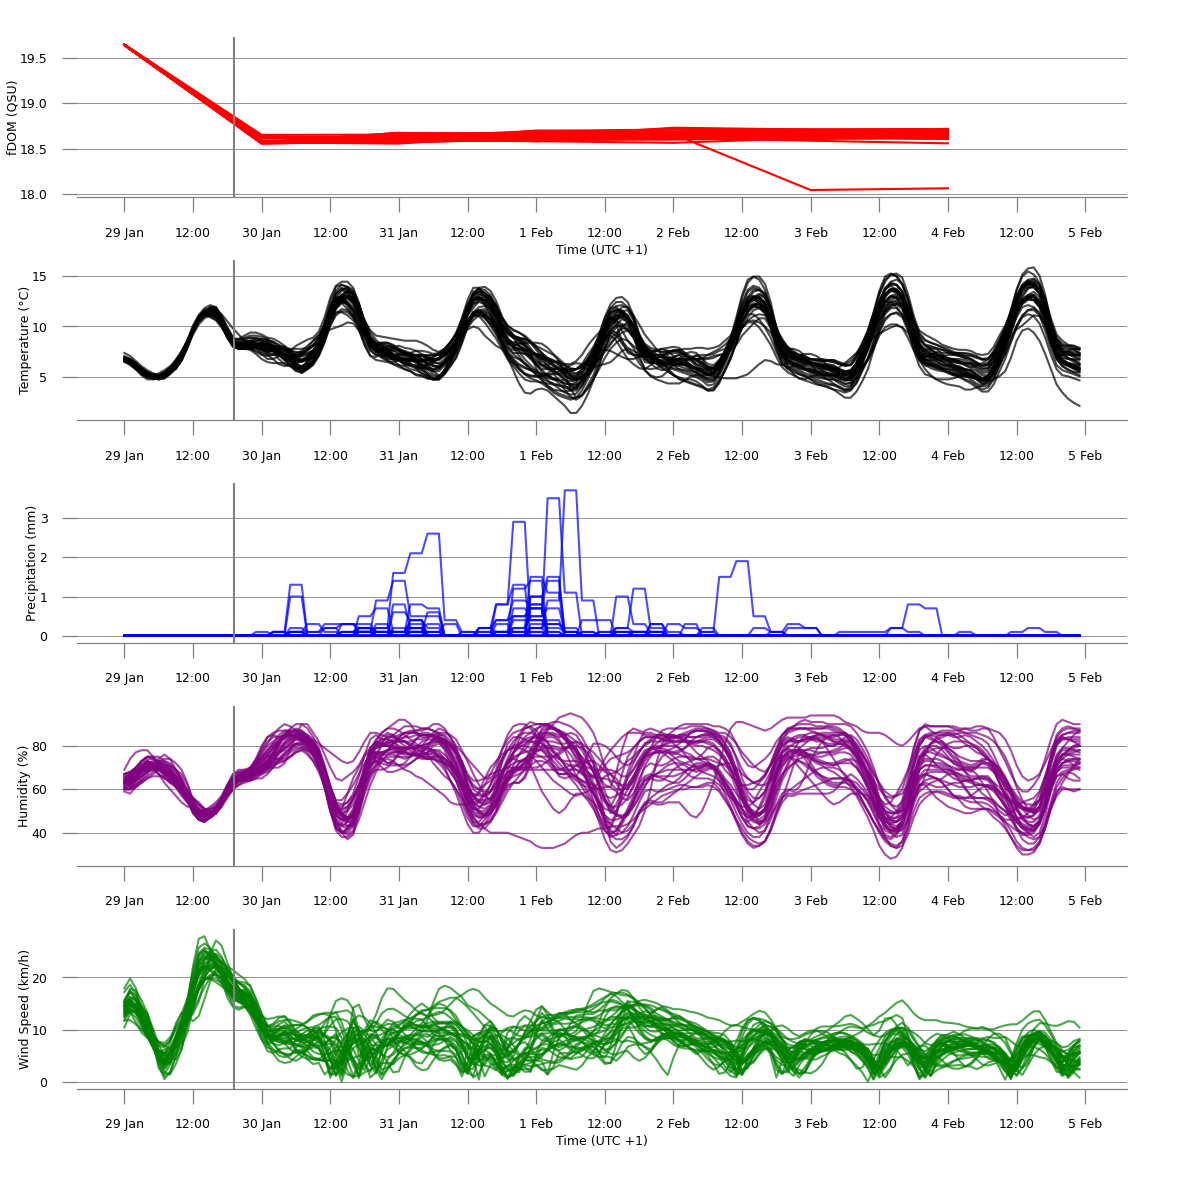 fDOM (QSU)
19.5
19.0
18.5
18.0
29 Jan 12:00 30 Jan 12:00 31 Jan 12:00 1 Feb 12:00 2 Feb 12:00 3 Feb 12:00 4 Feb 12:00 5 Feb
Time (UTC +1)
Temperature (°C)
15
10
5
29 Jan 12:00 30 Jan 12:00 31 Jan 12:00 1 Feb 12:00 2 Feb 12:00 3 Feb 12:00 4 Feb 12:00 5 Feb
Precipitation (mm)
3
2
1
0
29 Jan 12:00 30 Jan 12:00 31 Jan 12:00 1 Feb 12:00 2 Feb 12:00 3 Feb 12:00 4 Feb 12:00 5 Feb
Humidity (%)
80
60
40
29 Jan 12:00 30 Jan 12:00 31 Jan 12:00 1 Feb 12:00 2 Feb 12:00 3 Feb 12:00 4 Feb 12:00 5 Feb
Wind Speed (km/h)
20
10
0
29 Jan 12:00 30 Jan 12:00 31 Jan 12:00 1 Feb 12:00 2 Feb 12:00 3 Feb 12:00 4 Feb 12:00 5 Feb
Time (UTC +1)